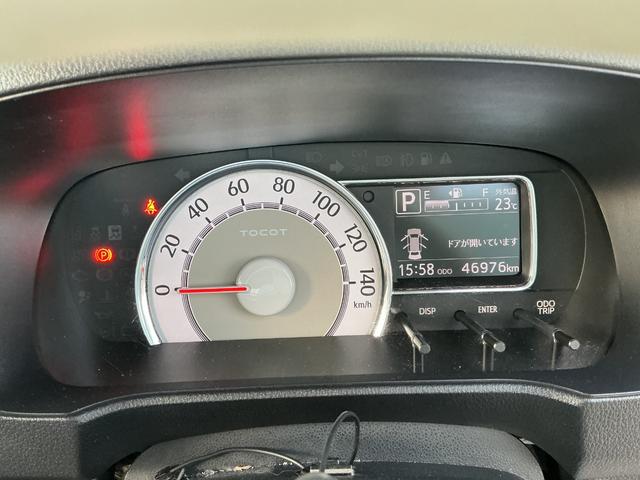 0 20 40 60 80 100 120 140
km/h
TOCOT
P E F 外気温
23℃
ドアが開いています
15:58 ODO 46976km
DISP ENTER ODO TRIP
(P)